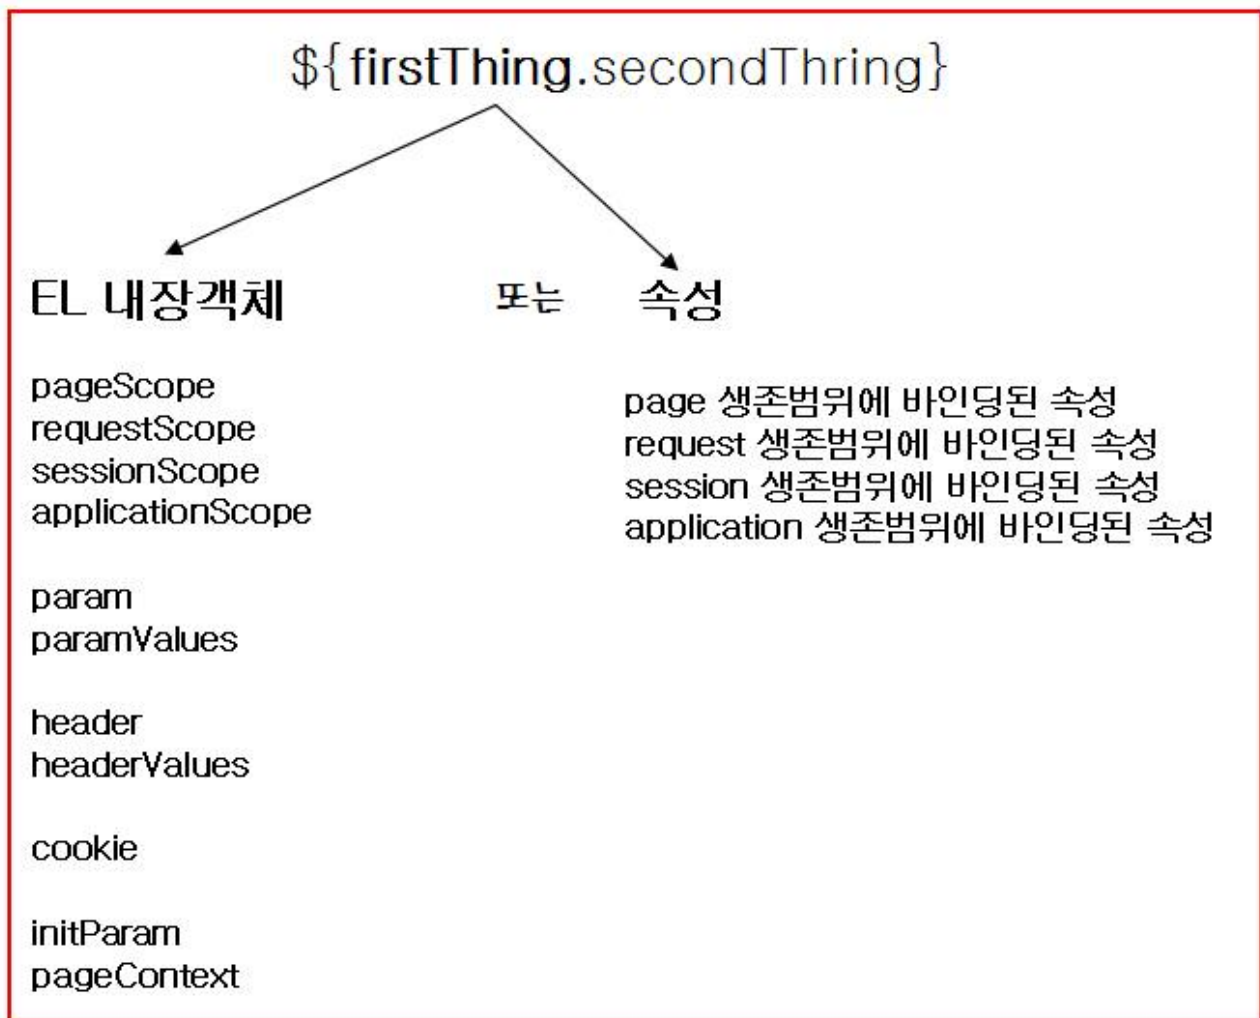 ${firstThing.secondThring}
EL 내장객체 또는 속성
pageScope
requestScope
sessionScope
applicationScope
page 생존범위에 바인딩된 속성
request 생존범위에 바인딩된 속성
session 생존범위에 바인딩된 속성
application 생존범위에 바인딩된 속성
param
paramValues
header
headerValues
cookie
initParam
pageContext